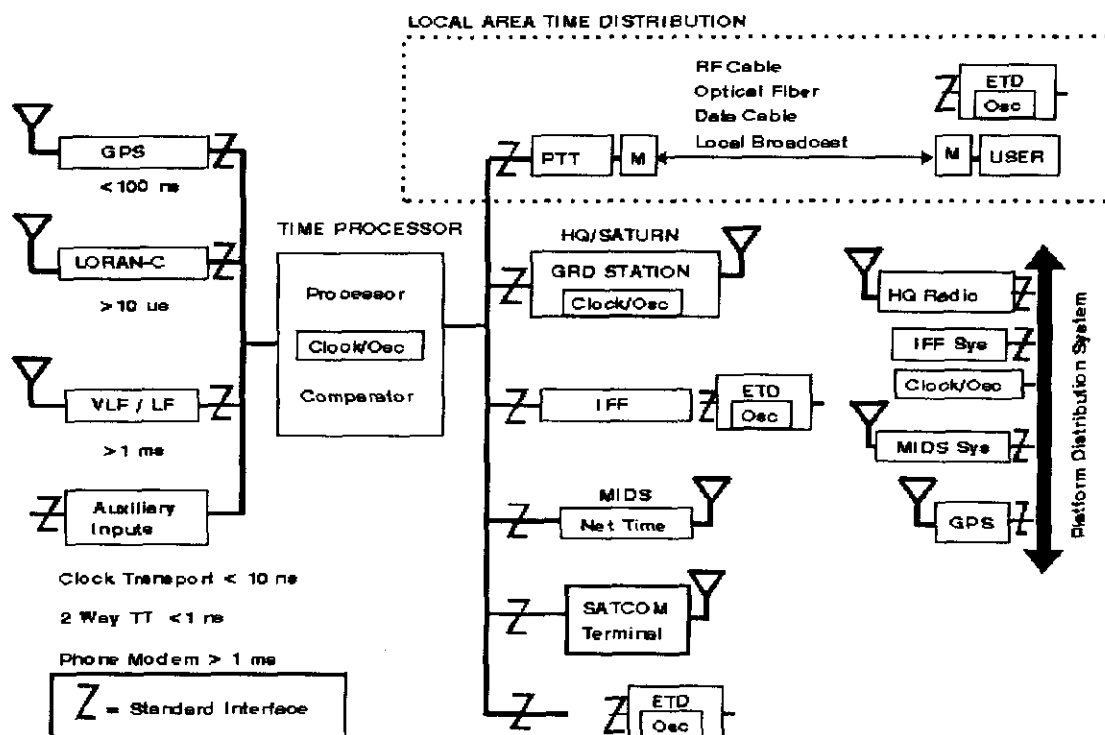 LOCAL AREA TIME DISTRIBUTION
RF Cable
Optical Fiber
Data Cable
Local Broadcast
ETD
Osc
PTT
M
M
USER
GPS
<100 ns
LORAN-C
>10 us
VLF / LF
>1 ms
Auxiliary
Inputs
Clock Transport < 10 ns
2 Way TT <1 ns
Phone Modem > 1 ms
Z = Standard Interface
TIME PROCESSOR
Processor
Clock/Osc
Comparator
HQ/SATURN
GRD STATION
Clock/Osc
IFF
ETD
Osc
MIDS
Net Time
SATCOM
Terminal
ETD
Osc
HQ Radio
IFF Sys
Clock/Osc
MIDS Sys
GPS
Platform Distribution System